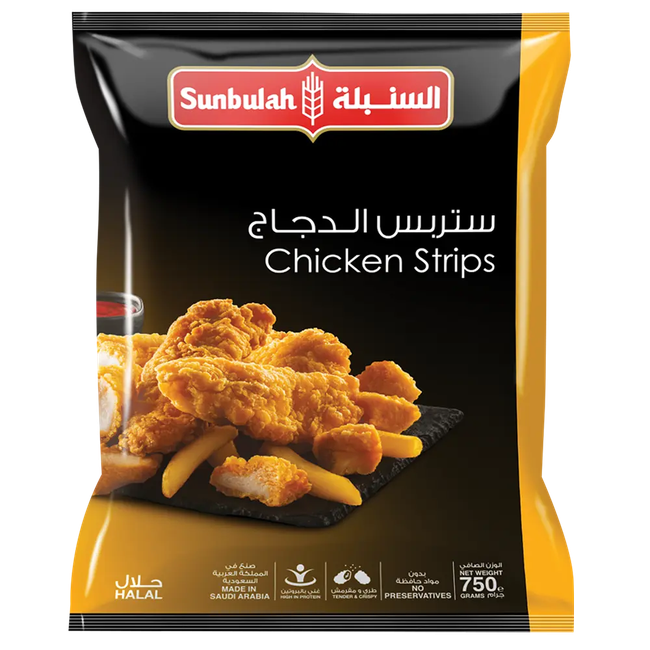 Sunbulah السنبلة
ستربس الدجاج
Chicken Strips
حلال
HALAL
صنع في
المملكة العربية
السعودية
MADE IN
SAUDI ARABIA
غني بالبروتين
HIGH IN PROTEIN
طري و مقرمش
TENDER & CRISPY
بدون
مواد حافظة
NO
PRESERVATIVES
الوزن الصافي
NET WEIGHT
750 e
GRAMS جرام